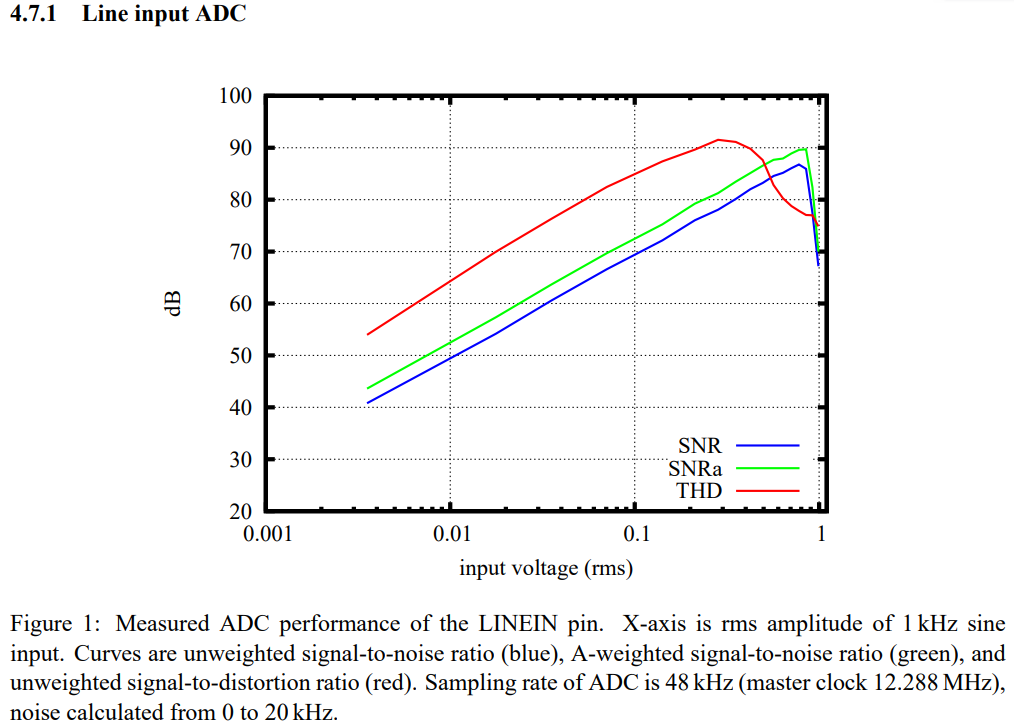 4.7.1 Line input ADC
100
90
80
70
60
50
40
30
20
dB
SNR
SNRa
THD
0.001 0.01 0.1 1
input voltage (rms)
Figure 1: Measured ADC performance of the LINEIN pin. X-axis is rms amplitude of 1 kHz sine
input. Curves are unweighted signal-to-noise ratio (blue), A-weighted signal-to-noise ratio (green), and
unweighted signal-to-distortion ratio (red). Sampling rate of ADC is 48 kHz (master clock 12.288 MHz),
noise calculated from 0 to 20 kHz.